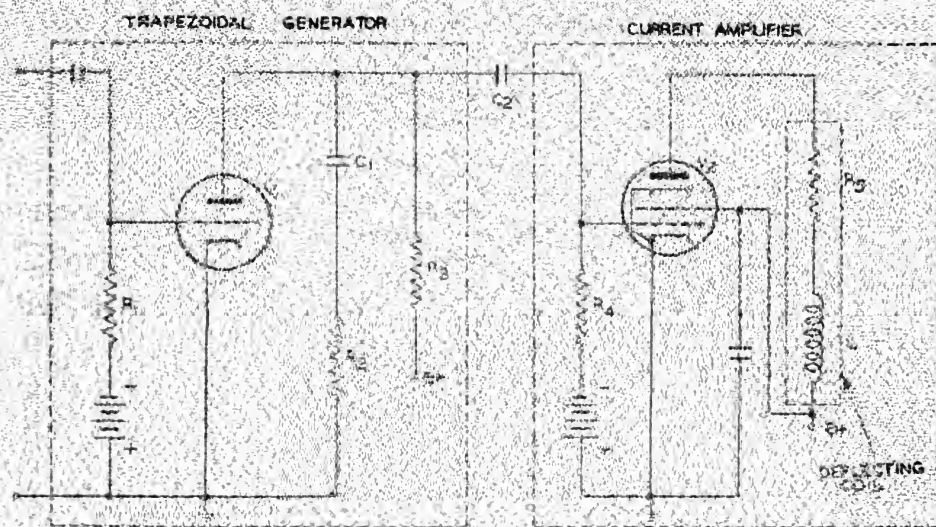 TRAPEZOIDAL GENERATOR
CURRENT AMPLIFIER
C2
C1
R5
R3
R4
R1
B+
B+
DEFLECTING
COIL